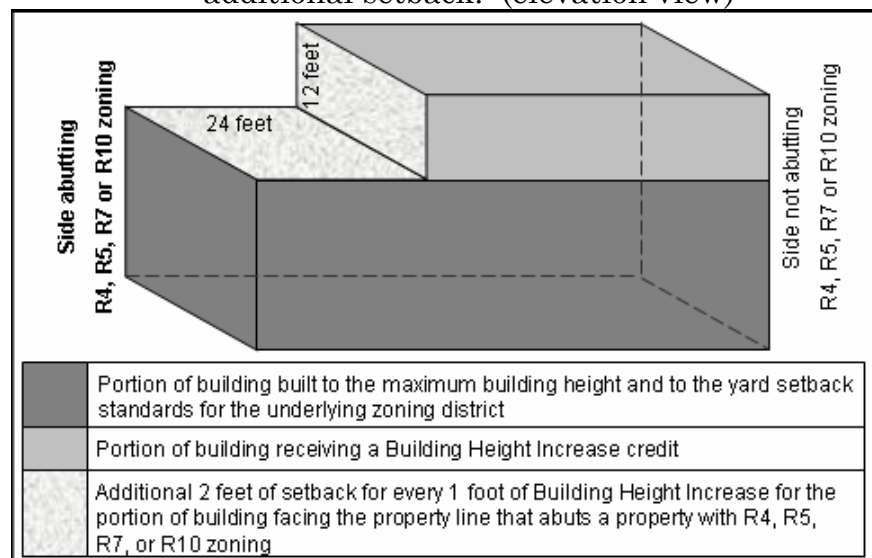 additional setback. (elevation view)
12 feet
24 feet
Side abutting
R4, R5, R7 or R10 zoning
Side not abutting
R4, R5, R7 or R10 zoning
Portion of building built to the maximum building height and to the yard setback
standards for the underlying zoning district
Portion of building receiving a Building Height Increase credit
Additional 2 feet of setback for every 1 foot of Building Height Increase for the
portion of building facing the property line that abuts a property with R4, R5,
R7, or R10 zoning